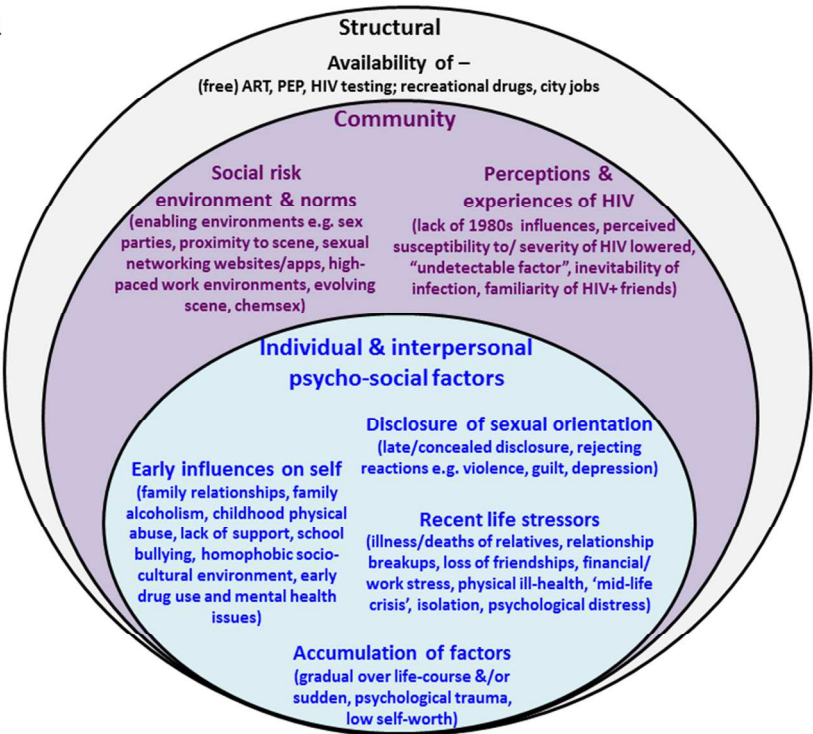 Structural
Availability of –
(free) ART, PEP, HIV testing; recreational drugs, city jobs
Community
Social risk
environment & norms
(enabling environments e.g. sex
parties, proximity to scene, sexual
networking websites/apps, high-
paced work environments, evolving
scene, chemsex)
Perceptions &
experiences of HIV
(lack of 1980s influences, perceived
susceptibility to/ severity of HIV lowered,
“undetectable factor”, inevitability of
infection, familiarity of HIV+ friends)
Individual & interpersonal
psycho-social factors
Disclosure of sexual orientation
(late/concealed disclosure, rejecting
reactions e.g. violence, guilt, depression)
Early influences on self
(family relationships, family
alcoholism, childhood physical
abuse, lack of support, school
bullying, homophobic socio-
cultural environment, early
drug use and mental health
issues)
Recent life stressors
(illness/deaths of relatives, relationship
breakups, loss of friendships, financial/
work stress, physical ill-health, ‘mid-life
crisis’, isolation, psychological distress)
Accumulation of factors
(gradual over life-course &/or
sudden, psychological trauma,
low self-worth)